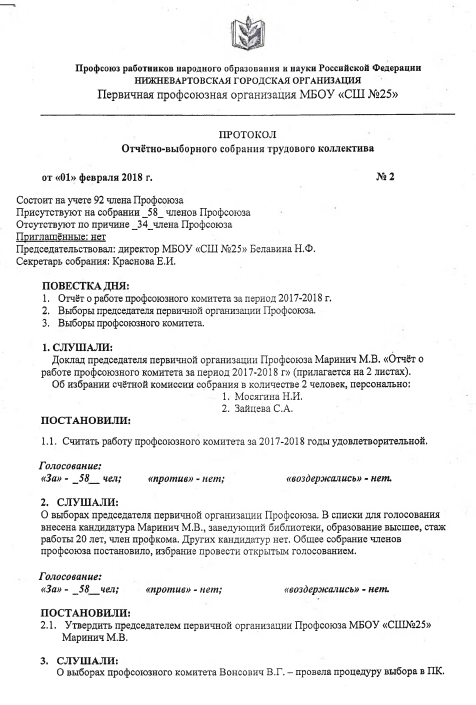 Профсоюз работников народного образования и науки Российской Федерации
НИЖНЕВАРТОВСКАЯ ГОРОДСКАЯ ОРГАНИЗАЦИЯ
Первичная профсоюзная организация МБОУ «СШ №25»
ПРОТОКОЛ
Отчётно-выборного собрания трудового коллектива
от «01» февраля 2018 г. № 2
Состоит на учете 92 члена Профсоюза
Присутствуют на собрании _58_ членов Профсоюза
Отсутствуют по причине _34_члена Профсоюза
Приглашённые: нет
Председательствовал: директор МБОУ «СШ №25» Белавина Н.Ф.
Секретарь собрания: Краснова Е.И.
ПОВЕСТКА ДНЯ:
1. Отчёт о работе профсоюзного комитета за период 2017-2018 г.
2. Выборы председателя первичной организации Профсоюза.
3. Выборы профсоюзного комитета.
1. СЛУШАЛИ:
Доклад председателя первичной организации Профсоюза Маринич М.В. «Отчёт о
работе профсоюзного комитета за период 2017-2018 г» (прилагается на 2 листах).
Об избрании счётной комиссии собрания в количестве 2 человек, персонально:
1. Мосягина Н.И.
2. Зайцева С.А.
ПОСТАНОВИЛИ:
1.1. Считать работу профсоюзного комитета за 2017-2018 годы удовлетворительной.
Голосование:
«За» - _58__ чел; «против» - нет; «воздержались» - нет.
2. СЛУШАЛИ:
О выборах председателя первичной организации Профсоюза. В списки для голосования
внесена кандидатура Маринич М.В., заведующий библиотеки, образование высшее, стаж
работы 20 лет, член профкома. Других кандидатур нет. Общее собрание членов
профсоюза постановило, избрание провести открытым голосованием.
Голосование:
«За» - _58__чел; «против» - нет; «воздержались» - нет.
ПОСТАНОВИЛИ:
2.1. Утвердить председателем первичной организации Профсоюза МБОУ «СШ№25»
Маринич М.В.
3. СЛУШАЛИ:
О выборах профсоюзного комитета Вонсович В.Г. – провела процедуру выбора в ПК.